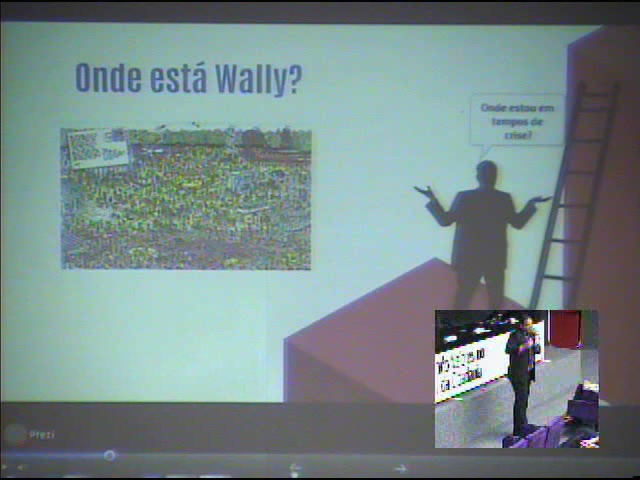 Onde está Wally?
Onde estou em
tempos de
crise?
Prezi